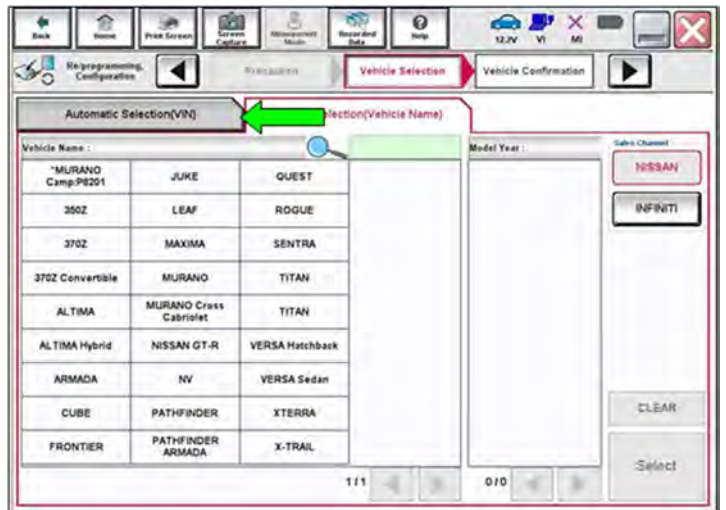 Back
Home
Print Screen
Screen
Capture
Measurement
Mode
Recorded
Data
Help
12.7V
VI
MI
Re/programming,
Configuration
Precaution
Vehicle Selection
Vehicle Confirmation
Automatic Selection(VIN)
lection(Vehicle Name)
Vehicle Name :
Model Year :
Sales Channel
*MURANO
Camp:P8201
JUKE
QUEST
NISSAN
350Z
LEAF
ROGUE
INFINITI
370Z
MAXIMA
SENTRA
370Z Convertible
MURANO
TITAN
ALTIMA
MURANO Cross
Cabriolet
TITAN
ALTIMA Hybrid
NISSAN GT-R
VERSA Hatchback
ARMADA
NV
VERSA Sedan
CUBE
PATHFINDER
XTERRA
CLEAR
FRONTIER
PATHFINDER
ARMADA
X-TRAIL
Select
1/1
0/0